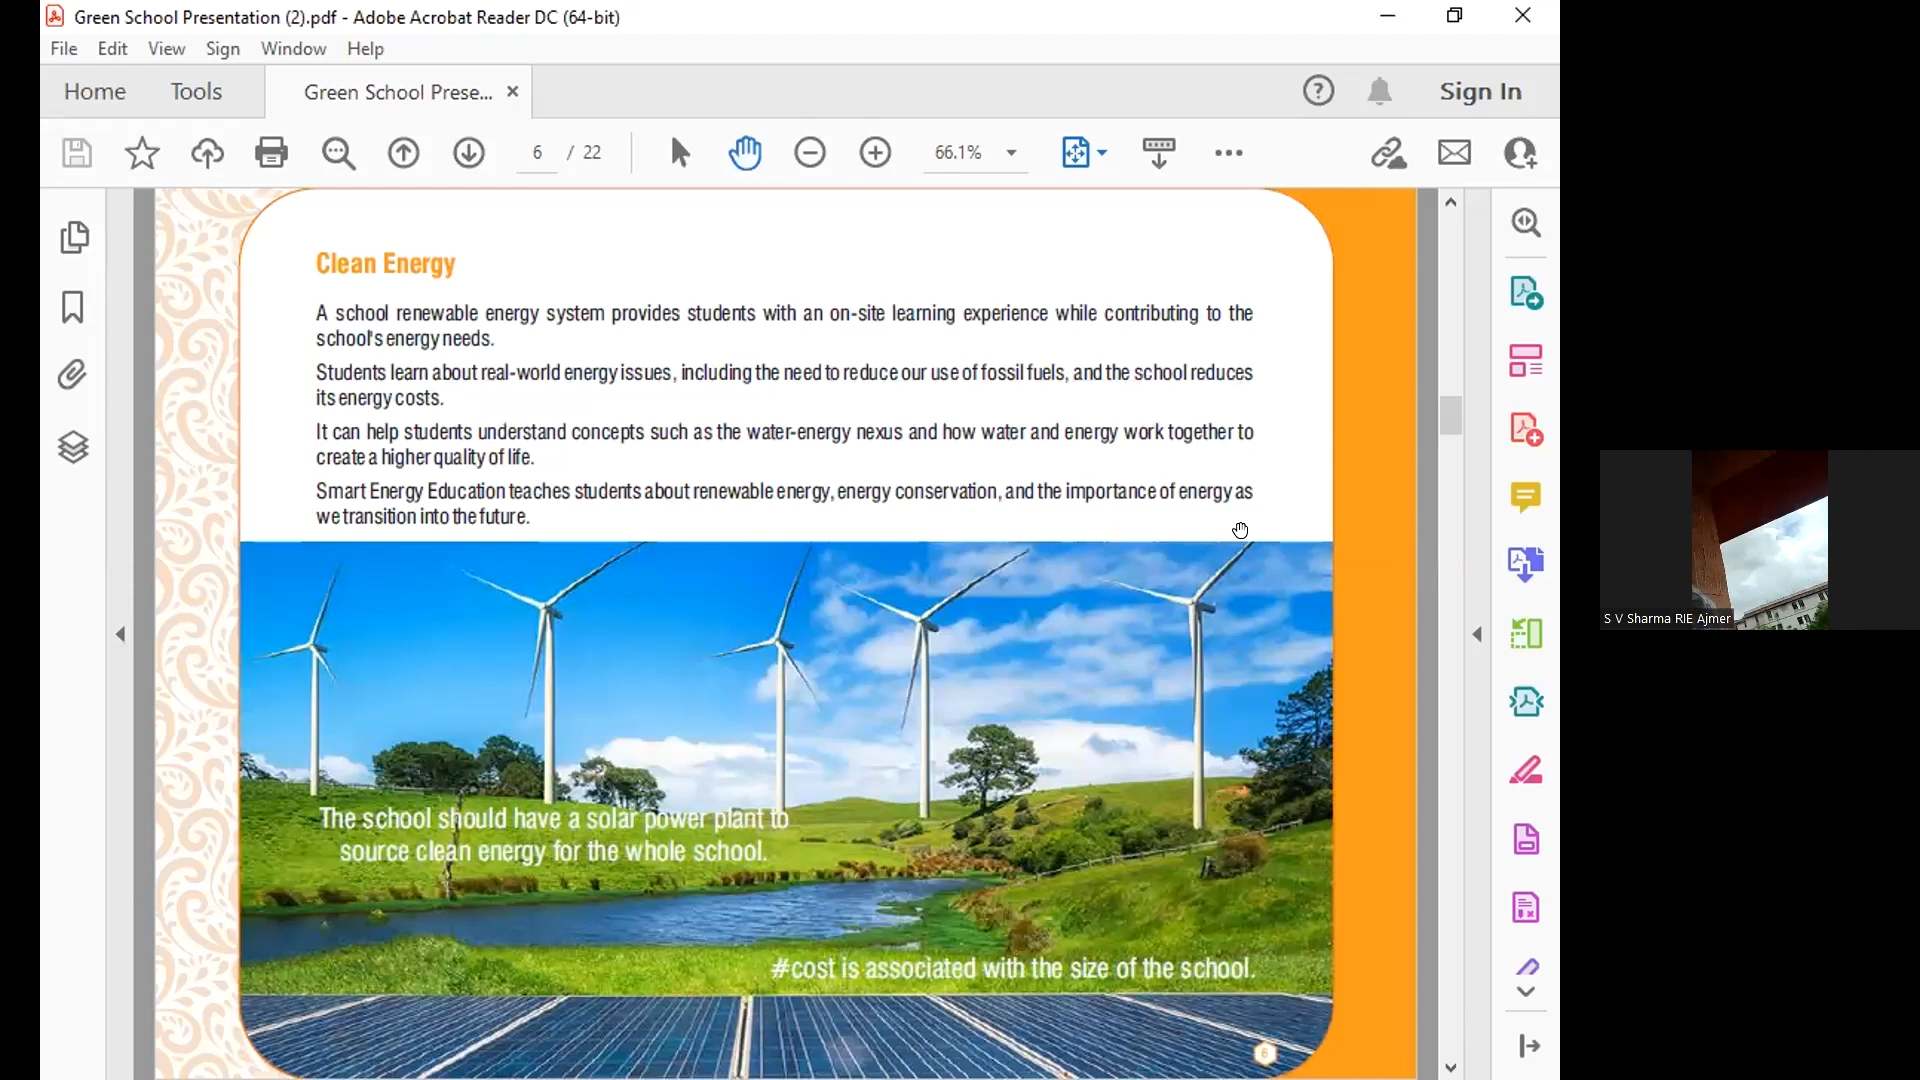 Green School Presentation (2).pdf - Adobe Acrobat Reader DC (64-bit)
File Edit View Sign Window Help
Home Tools Green School Prese... × Sign In
6 / 22 66.1%
Clean Energy
A school renewable energy system provides students with an on-site learning experience while contributing to the
school's energy needs.
Students learn about real-world energy issues, including the need to reduce our use of fossil fuels, and the school reduces
its energy costs.
It can help students understand concepts such as the water-energy nexus and how water and energy work together to
create a higher quality of life.
Smart Energy Education teaches students about renewable energy, energy conservation, and the importance of energy as
we transition into the future.
S V Sharma RIE Ajmer
The school should have a solar power plant to
source clean energy for the whole school.
#cost is associated with the size of the school.
6